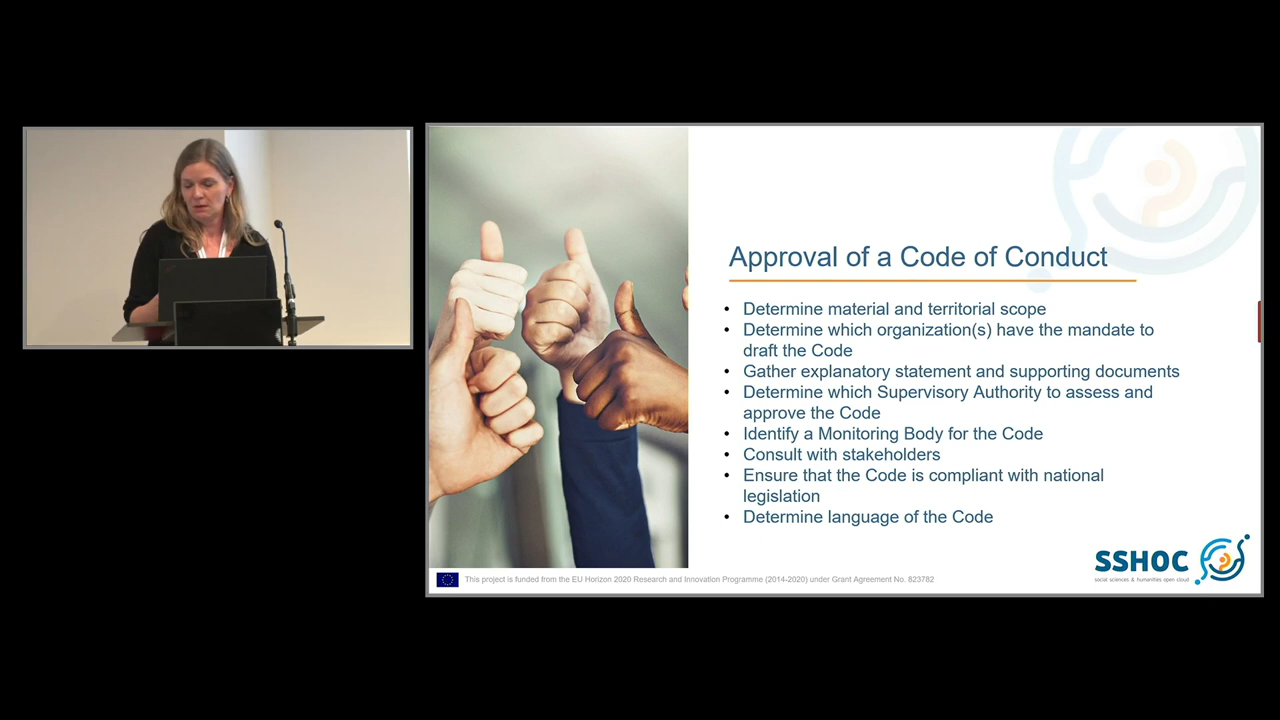 Approval of a Code of Conduct
• Determine material and territorial scope
• Determine which organization(s) have the mandate to
draft the Code
• Gather explanatory statement and supporting documents
• Determine which Supervisory Authority to assess and
approve the Code
• Identify a Monitoring Body for the Code
• Consult with stakeholders
• Ensure that the Code is compliant with national
legislation
• Determine language of the Code
This project is funded from the EU Horizon 2020 Research and Innovation Programme (2014-2020) under Grant Agreement No. 823782
SSHOC
social sciences & humanities open cloud